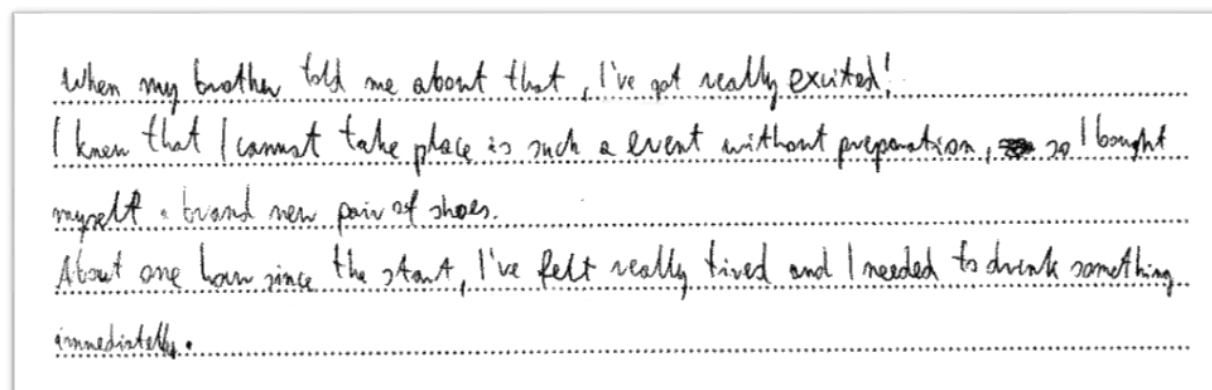 When my brother told me about that, I've got really excited!
I knew that I cannot take place is such a event without preparation, so I bought
myself a brand new pair of shoes.
About one hour since the start, I've felt really tired and I needed to drink something
immediatelly.